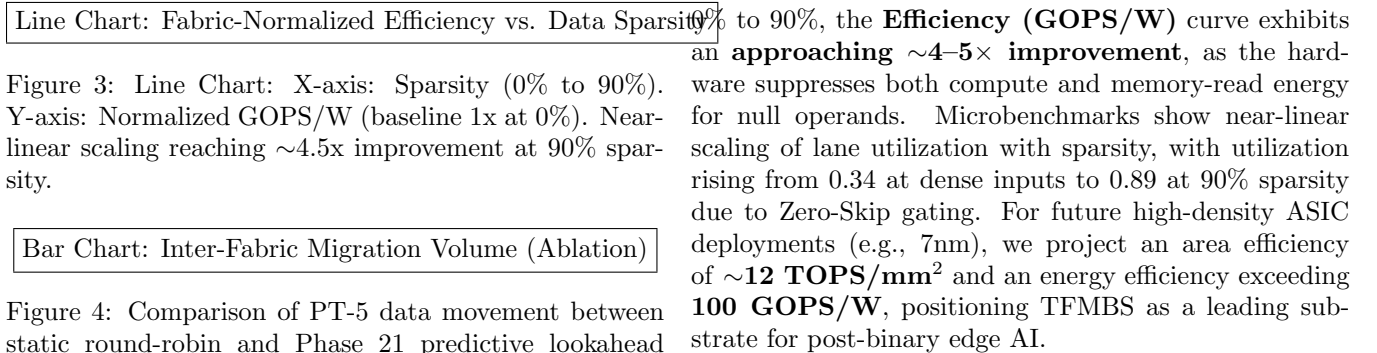 Line Chart: Fabric-Normalized Efficiency vs. Data Sparsity
Figure 3: Line Chart: X-axis: Sparsity (0% to 90%).
Y-axis: Normalized GOPS/W (baseline 1x at 0%). Near-
linear scaling reaching ∼4.5x improvement at 90% spar-
sity.
Bar Chart: Inter-Fabric Migration Volume (Ablation)
Figure 4: Comparison of PT-5 data movement between
static round-robin and Phase 21 predictive lookahead
0% to 90%, the Efficiency (GOPS/W) curve exhibits
an approaching ∼4–5× improvement, as the hard-
ware suppresses both compute and memory-read energy
for null operands. Microbenchmarks show near-linear
scaling of lane utilization with sparsity, with utilization
rising from 0.34 at dense inputs to 0.89 at 90% sparsity
due to Zero-Skip gating. For future high-density ASIC
deployments (e.g., 7nm), we project an area efficiency
of ∼12 TOPS/mm² and an energy efficiency exceeding
100 GOPS/W, positioning TFMBS as a leading sub-
strate for post-binary edge AI.